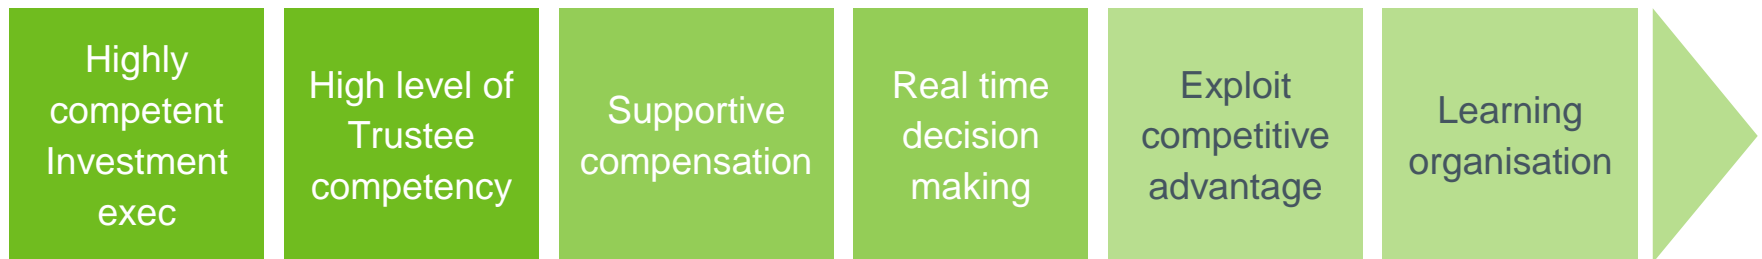 Highly
competent
Investment
exec
High level of
Trustee
competency
Supportive
compensation
Real time
decision
making
Exploit
competitive
advantage
Learning
organisation